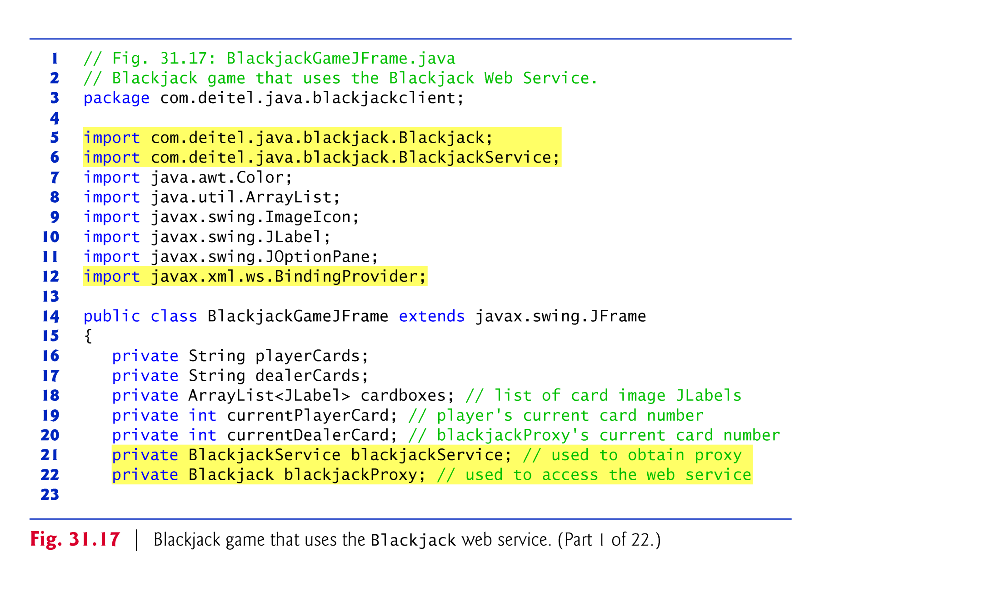 1 // Fig. 31.17: BlackjackGameJFrame.java
2 // Blackjack game that uses the Blackjack Web Service.
3 package com.deitel.java.blackjackclient;
4
5 import com.deitel.java.blackjack.Blackjack;
6 import com.deitel.java.blackjack.BlackjackService;
7 import java.awt.Color;
8 import java.util.ArrayList;
9 import javax.swing.ImageIcon;
10 import javax.swing.JLabel;
11 import javax.swing.JOptionPane;
12 import javax.xml.ws.BindingProvider;
13
14 public class BlackjackGameJFrame extends javax.swing.JFrame
15 {
16    private String playerCards;
17    private String dealerCards;
18    private ArrayList<JLabel> cardboxes; // list of card image JLabels
19    private int currentPlayerCard; // player's current card number
20    private int currentDealerCard; // blackjackProxy's current card number
21    private BlackjackService blackjackService; // used to obtain proxy
22    private Blackjack blackjackProxy; // used to access the web service
23
Fig. 31.17 | Blackjack game that uses the Blackjack web service. (Part 1 of 22.)